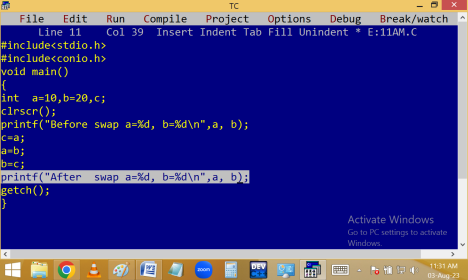 TC
File Edit Run Compile Project Options Debug Break/watch
Line 11 Col 39 Insert Indent Tab Fill Unindent * E:11AM.C
#include<stdio.h>
#include<conio.h>
void main()
{
int a=10,b=20,c;
clrscr();
printf("Before swap a=%d, b=%d\n",a, b);
c=a;
a=b;
b=c;
printf("After swap a=%d, b=%d\n",a, b);
getch();
}
Activate Windows
Go to PC settings to activate
Windows.
zoom
DEV
11:31 AM
03-Aug-23